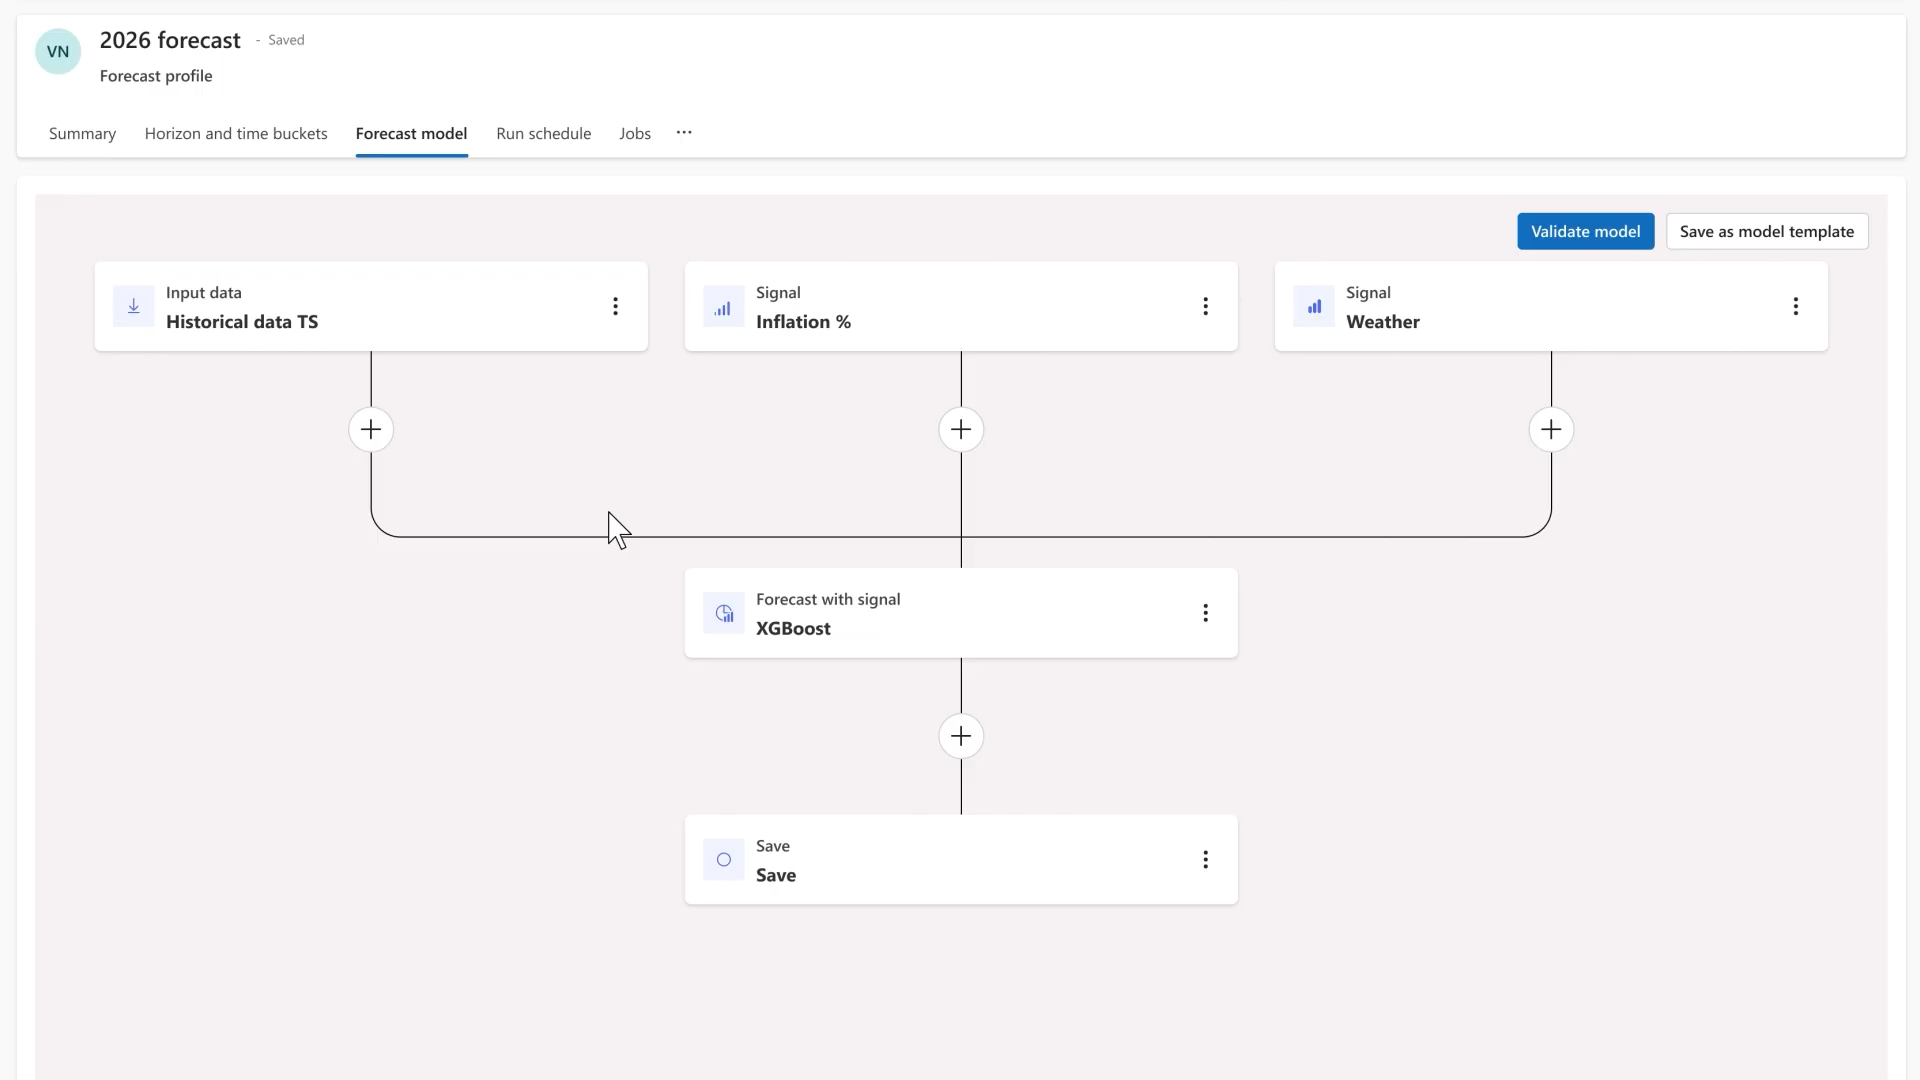 VN
2026 forecast - Saved
Forecast profile
Summary Horizon and time buckets Forecast model Run schedule Jobs ...
Validate model Save as model template
Input data
Historical data TS
Signal
Inflation %
Signal
Weather
Forecast with signal
XGBoost
Save
Save